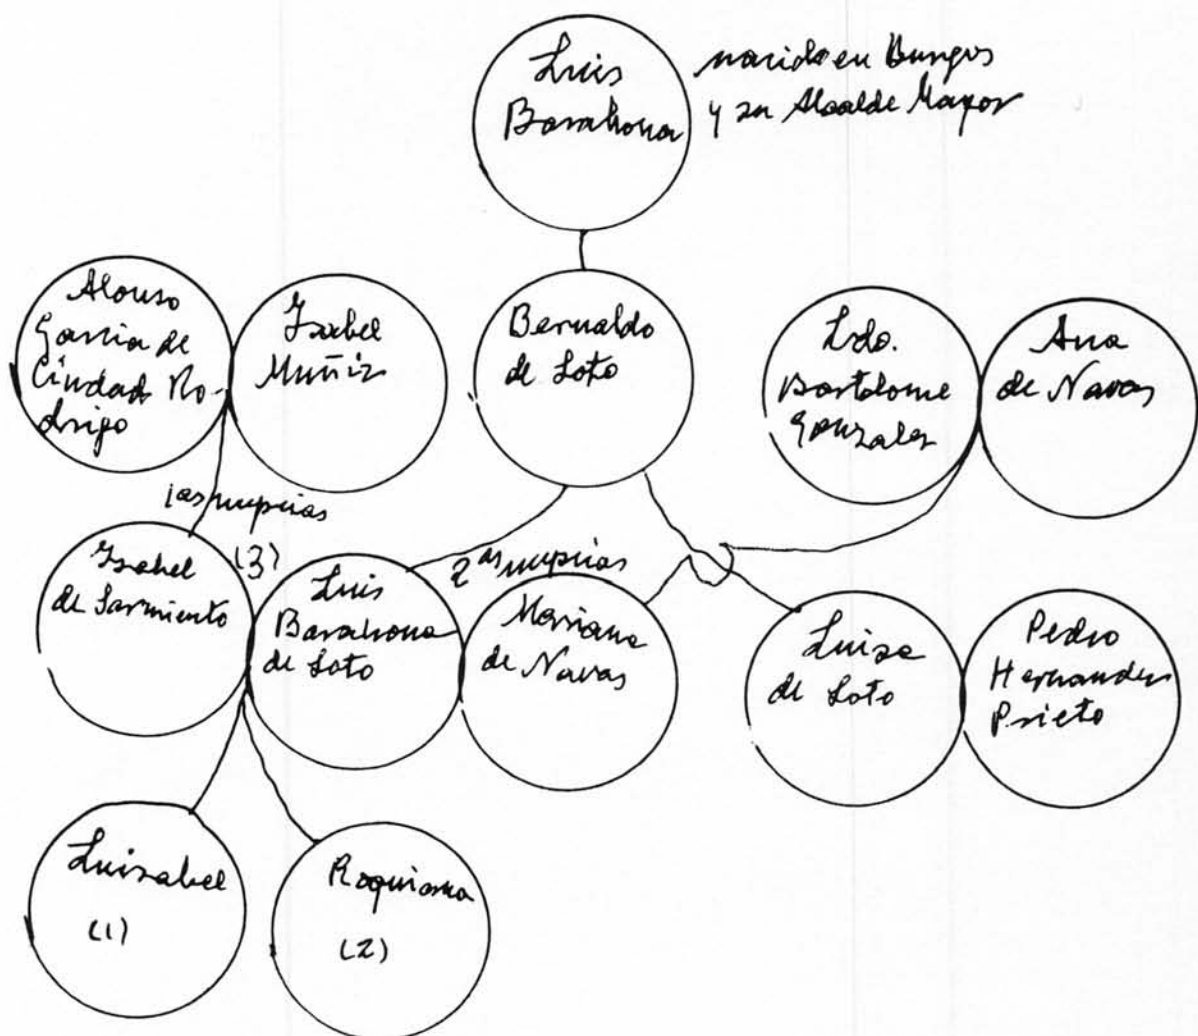 Luis
Barahona
nacido en Burgos
y su Alcalde Mayor
Alonso
Garcia de
Ciudad Ro-
drigo
Isabel
Muñiz
Bernaldo
de Soto
Lcdo.
Bartolome
Gonzalez
Ana
de Navas
1as nupcias
(3)
2as nupcias
Isabel
de Sarmiento
Luis
Barahona
de Soto
Mariana
de Navas
Luisa
de Soto
Pedro
Hernandez
Prieto
Luisabel
(1)
Roquiana
(2)